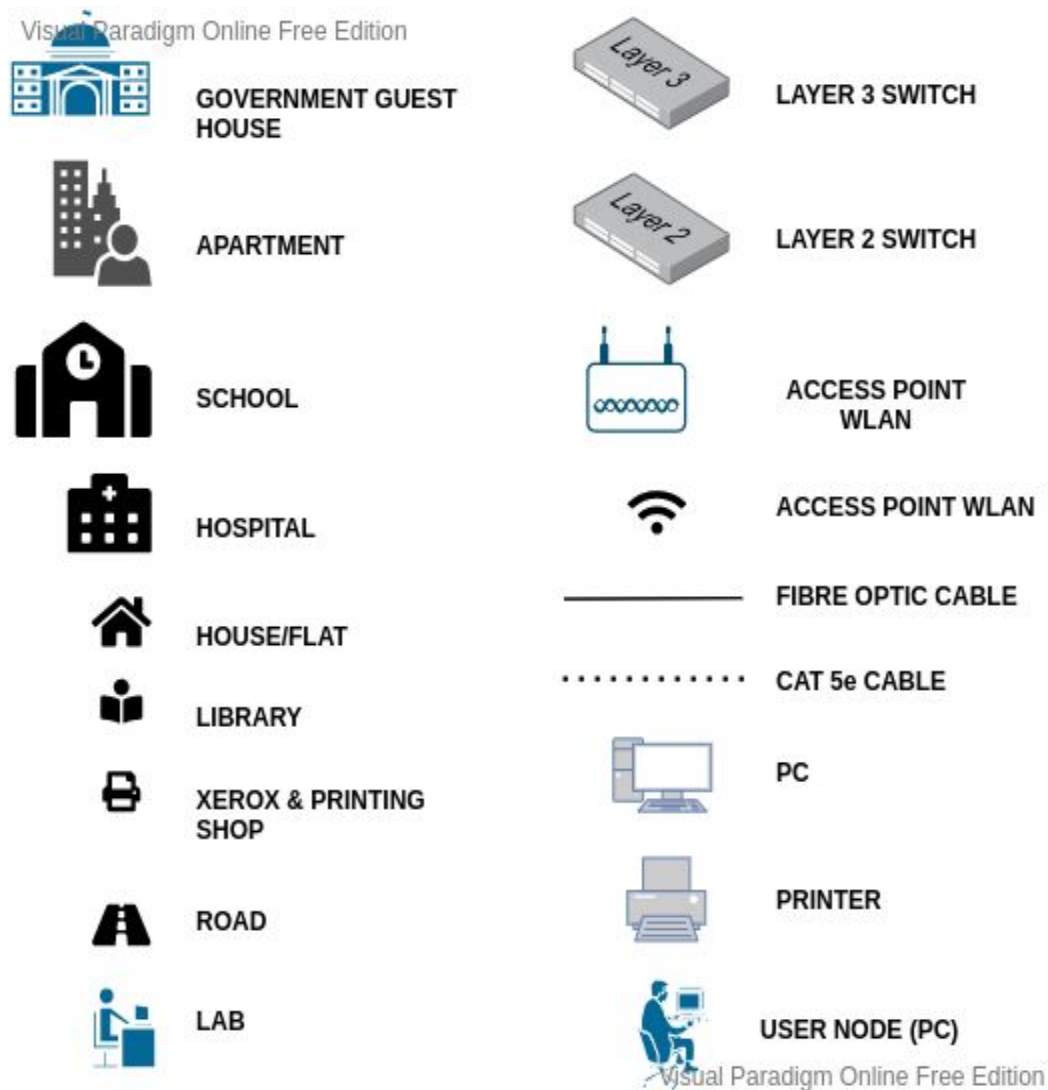 Visual Paradigm Online Free Edition
GOVERNMENT GUEST
HOUSE
APARTMENT
SCHOOL
HOSPITAL
HOUSE/FLAT
LIBRARY
XEROX & PRINTING
SHOP
ROAD
LAB
Layer 3
LAYER 3 SWITCH
Layer 2
LAYER 2 SWITCH
ACCESS POINT
WLAN
ACCESS POINT WLAN
FIBRE OPTIC CABLE
CAT 5e CABLE
PC
PRINTER
USER NODE (PC)
Visual Paradigm Online Free Edition